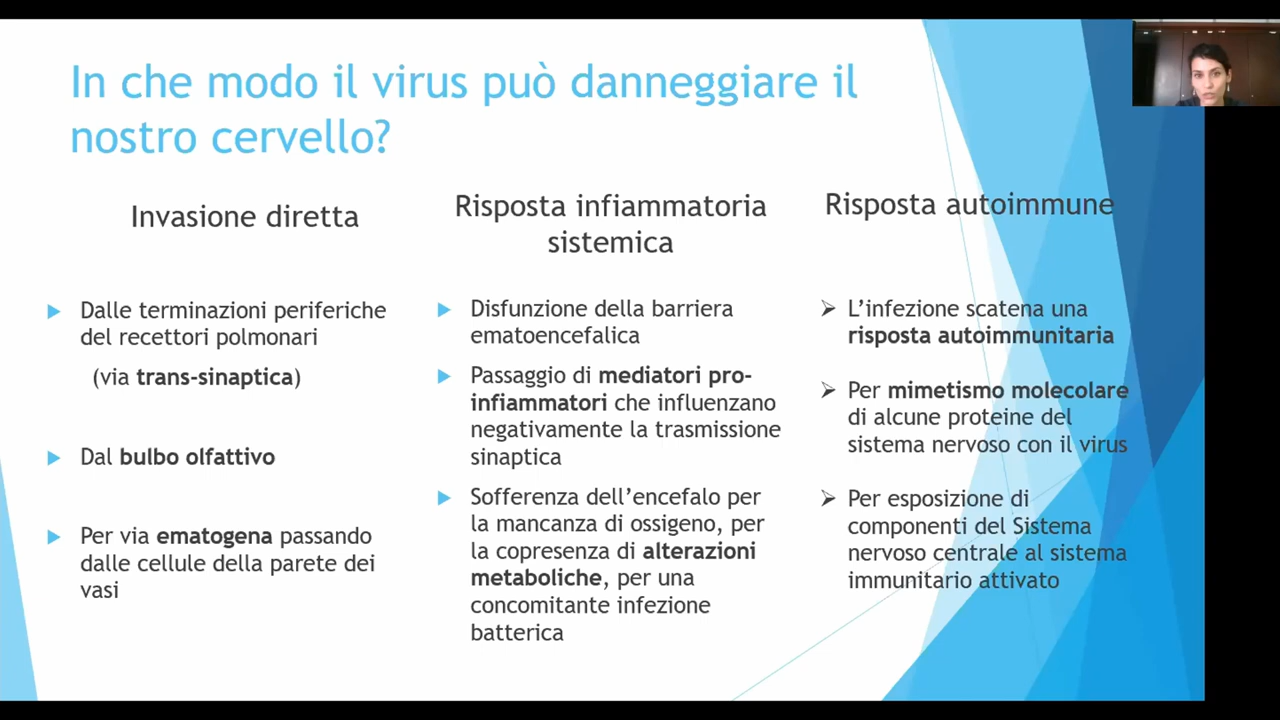 In che modo il virus può danneggiare il
nostro cervello?
Invasione diretta
Dalle terminazioni periferiche
del recettori polmonari
(via trans-sinaptica)
Dal bulbo olfattivo
Per via ematogena passando
dalle cellule della parete dei
vasi
Risposta infiammatoria
sistemica
Disfunzione della barriera
ematoencefalica
Passaggio di mediatori pro-
infiammatori che influenzano
negativamente la trasmissione
sinaptica
Sofferenza dell’encefalo per
la mancanza di ossigeno, per
la copresenza di alterazioni
metaboliche, per una
concomitante infezione
batterica
Risposta autoimmune
L’infezione scatena una
risposta autoimmunitaria
Per mimetismo molecolare
di alcune proteine del
sistema nervoso con il virus
Per esposizione di
componenti del Sistema
nervoso centrale al sistema
immunitario attivato